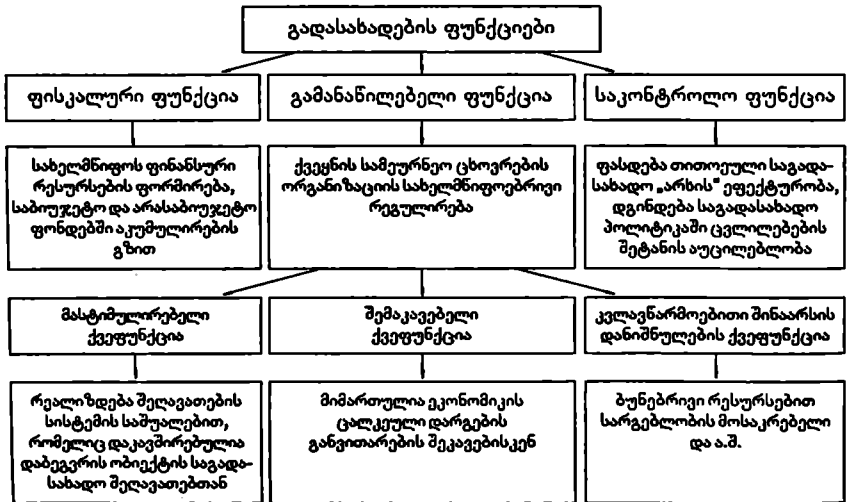 გადასახადების ფუნქციები
ფისკალური ფუნქცია
გამანაწილებელი ფუნქცია
საკონტროლო ფუნქცია
სახელმწიფოს ფინანსური
რესურსების ფორმირება,
საბიუჯეტო და არასაბიუჯეტო
ფონდებში აკუმულირების
გზით
ქვეყნის სამეურნეო ცხოვრების
ორგანიზაციის სახელმწიფოებრივი
რეგულირება
ფასდება თითოეული საგადა-
სახადო „არხის“ ეფექტურობა,
დგინდება საგადასახადო
პოლიტიკაში ცვლილებების
შეტანის აუცილებლობა
მასტიმულირებელი
ქვეფუნქცია
შემაკავებელი
ქვეფუნქცია
კვლავწარმოებითი შინაარსის
დანიშნულების ქვეფუნქცია
რეალიზდება შეღავათების
სისტემის საშუალებით,
რომელიც დაკავშირებულია
დაბეგვრის ობიექტის საგადა-
სახადო შეღავათებთან
მიმართულია ეკონომიკის
ცალკეული დარგების
განვითარების შეკავებისკენ
ბუნებრივი რესურსებით
სარგებლობის მოსაკრებელი
და ა.შ.